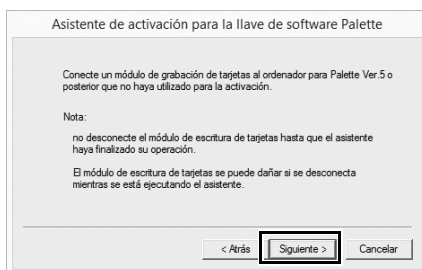 Asistente de activación para la llave de software Palette
Conecte un módulo de grabación de tarjetas al ordenador para Palette Ver.5 o
posterior que no haya utilizado para la activación.
Nota:
no desconecte el módulo de escritura de tarjetas hasta que el asistente
haya finalizado su operación.
El módulo de escritura de tarjetas se puede dañar si se desconecta
mientras se está ejecutando el asistente.
< Atrás Siguiente > Cancelar